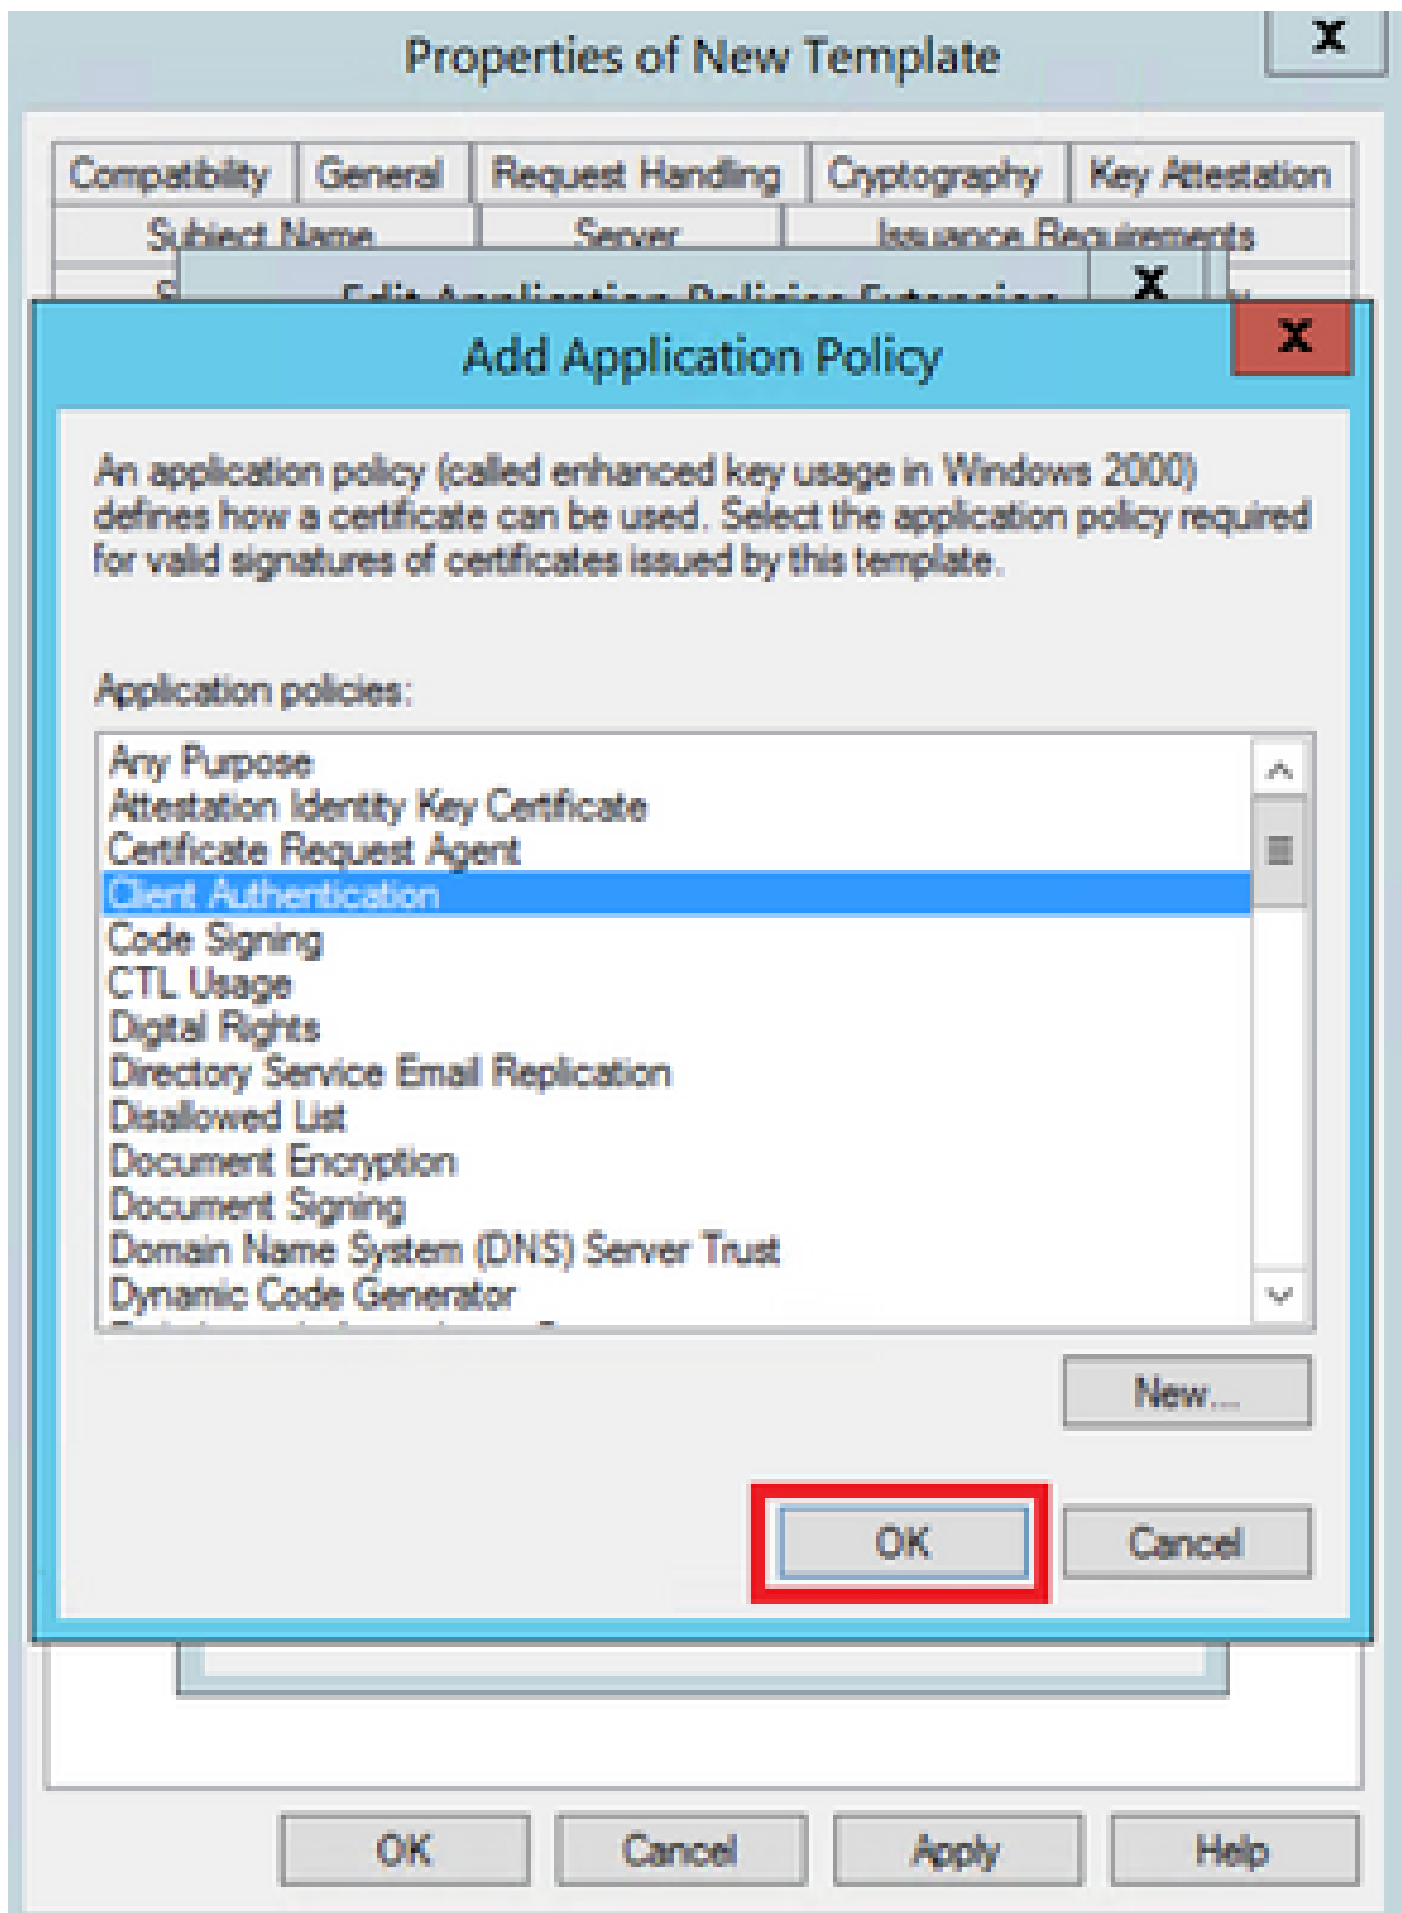 Properties of New Template
x
Compatibility General Request Handling Cryptography Key Attestation
Subject Name Server Issuance Requirements
Edit Application Policies Extension x
Add Application Policy x
An application policy (called enhanced key usage in Windows 2000)
defines how a certificate can be used. Select the application policy required
for valid signatures of certificates issued by this template.
Application policies:
Any Purpose
Attestation Identity Key Certificate
Certificate Request Agent
Client Authentication
Code Signing
CTL Usage
Digital Rights
Directory Service Email Replication
Disallowed List
Document Encryption
Document Signing
Domain Name System (DNS) Server Trust
Dynamic Code Generator
New...
OK Cancel
OK Cancel Apply Help